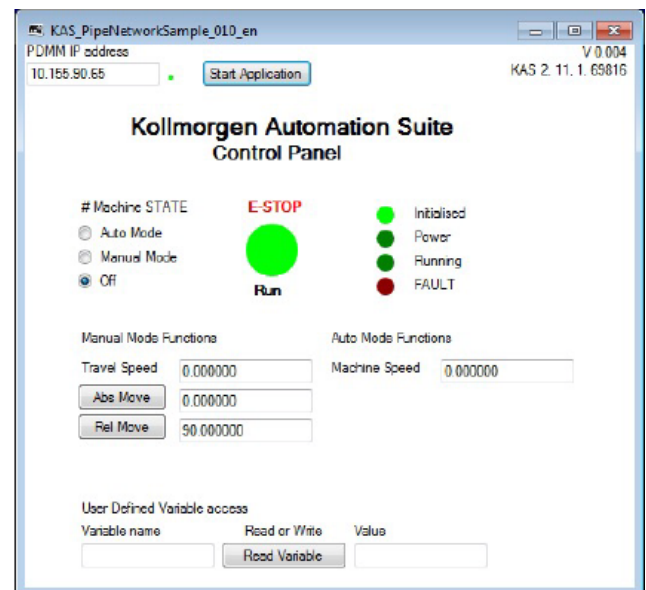 KAS_PipeNetworkSample_010_en
PDMM IP address
V 0.004
10.155.90.65
Start Application
KAS 2. 11. 1. 69816
Kollmorgen Automation Suite
Control Panel
# Machine STATE
E-STOP
Initialised
Auto Mode
Power
Manual Mode
Running
Off
Run
FAULT
Manual Mode Functions
Auto Mode Functions
Travel Speed
0.000000
Machine Speed
0.000000
Abs Move
0.000000
Rel Move
90.000000
User Defined Variable access
Variable name
Read or Write
Value
Read Variable